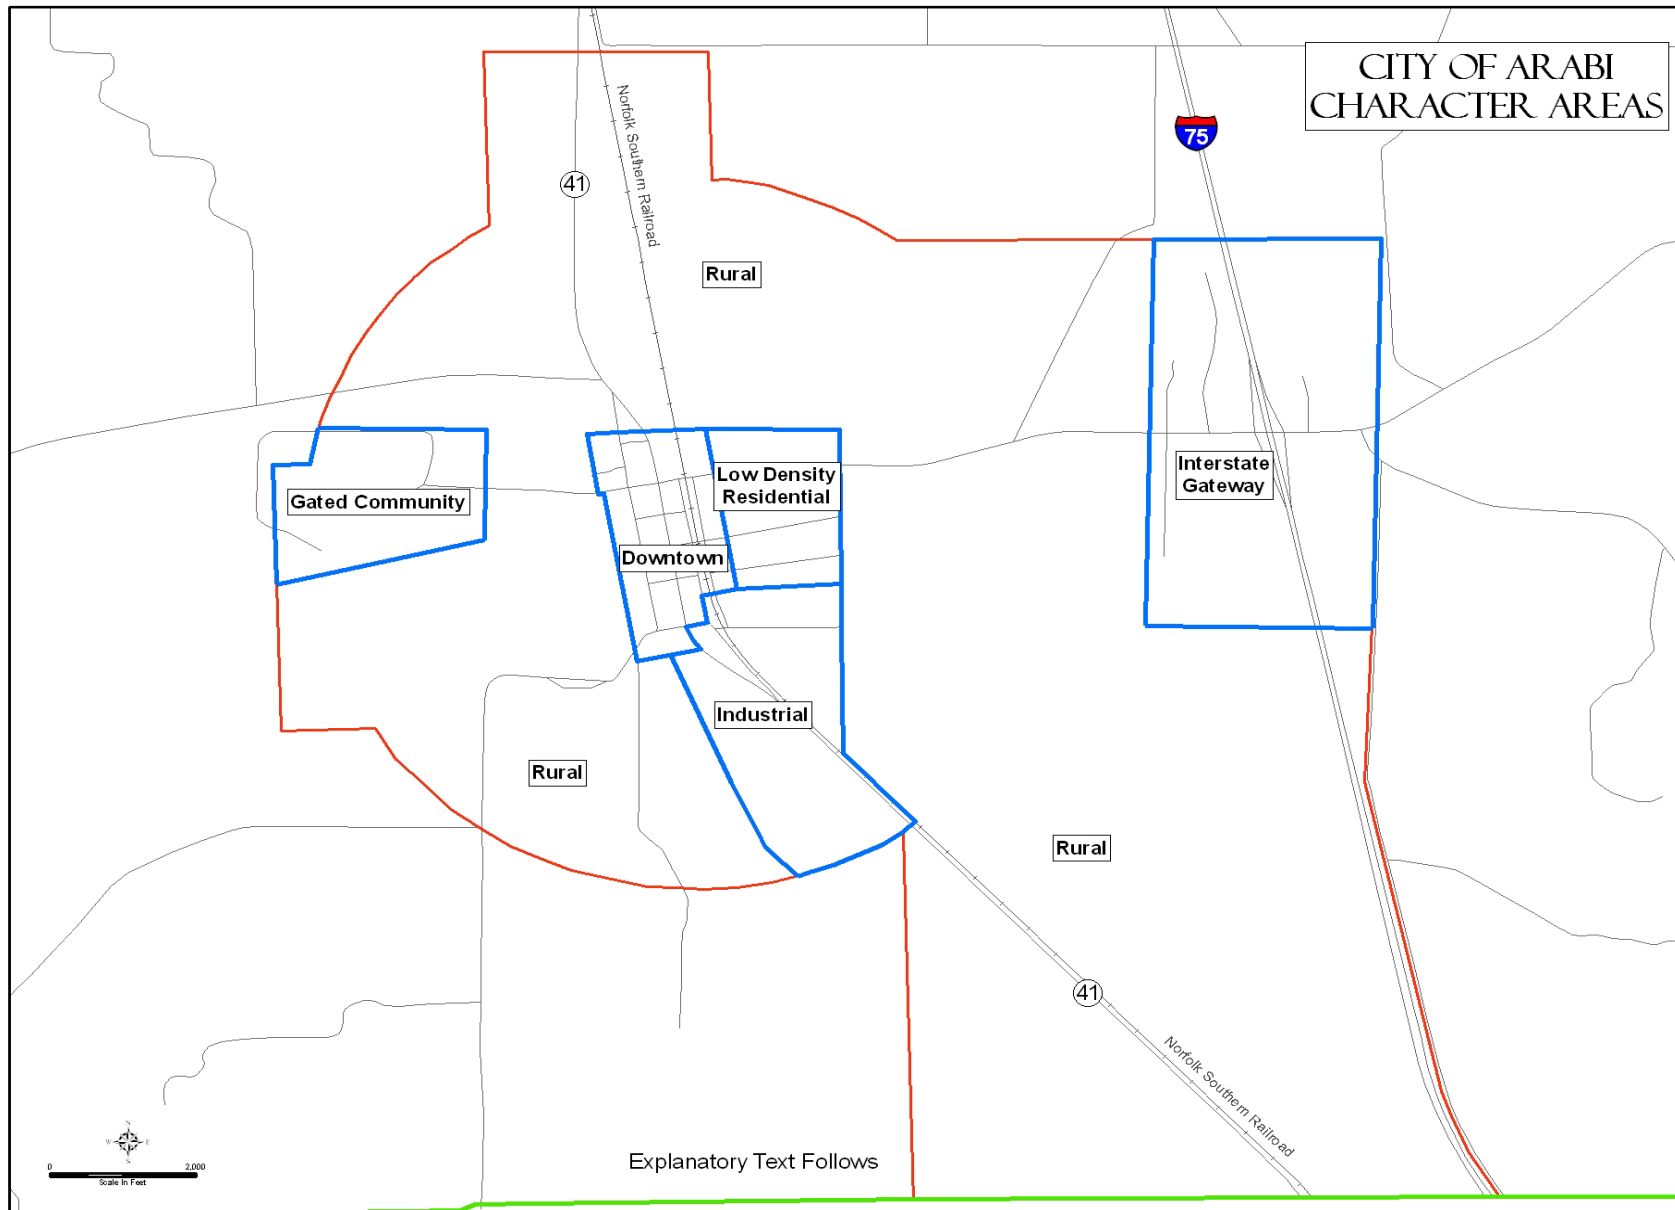 CITY OF ARABI
CHARACTER AREAS
75
Norfolk Southern Railroad
41
Rural
Gated Community
Low Density
Residential
Interstate
Gateway
Downtown
Industrial
Rural
Rural
41
Norfolk Southern Railroad
N
W E
S
0 2,000
Scale In Feet
Explanatory Text Follows